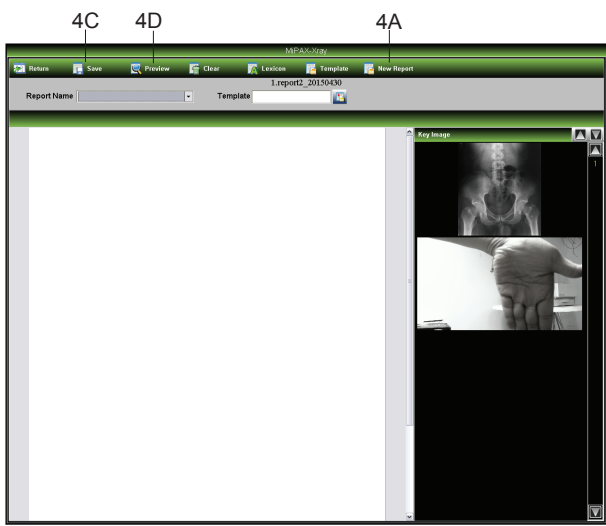 4C 4D 4A
MiPAX-Xray
Return Save Preview Clear Lexicon Template New Report
1.report2_20150430
Report Name Template
Key Image
1